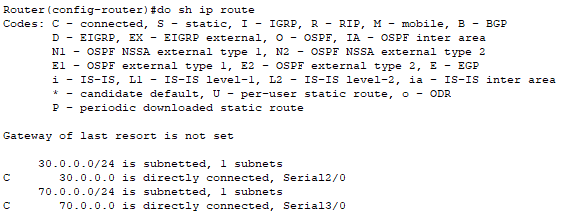 Router(config-router)#do sh ip route
Codes: C - connected, S - static, I - IGRP, R - RIP, M - mobile, B - BGP
       D - EIGRP, EX - EIGRP external, O - OSPF, IA - OSPF inter area
       N1 - OSPF NSSA external type 1, N2 - OSPF NSSA external type 2
       E1 - OSPF external type 1, E2 - OSPF external type 2, E - EGP
       i - IS-IS, L1 - IS-IS level-1, L2 - IS-IS level-2, ia - IS-IS inter area
       * - candidate default, U - per-user static route, o - ODR
       P - periodic downloaded static route

Gateway of last resort is not set

     30.0.0.0/24 is subnetted, 1 subnets
C       30.0.0.0 is directly connected, Serial2/0
     70.0.0.0/24 is subnetted, 1 subnets
C       70.0.0.0 is directly connected, Serial3/0